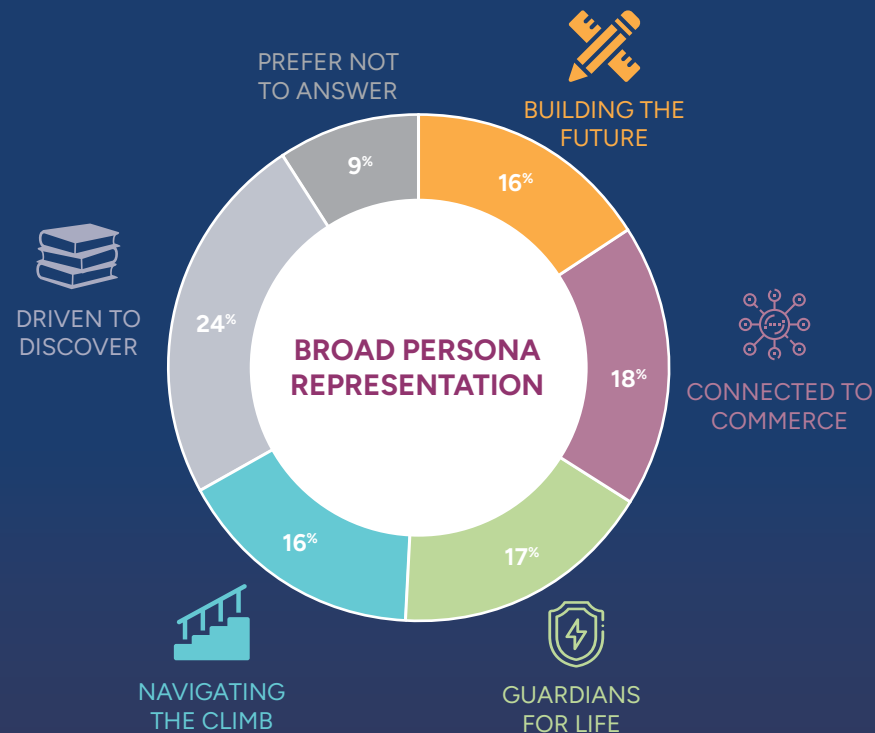 PREFER NOT
TO ANSWER
BUILDING THE
FUTURE
9%
16%
DRIVEN TO
DISCOVER
24%
BROAD PERSONA
REPRESENTATION
18%
CONNECTED TO
COMMERCE
16%
17%
NAVIGATING
THE CLIMB
GUARDIANS
FOR LIFE